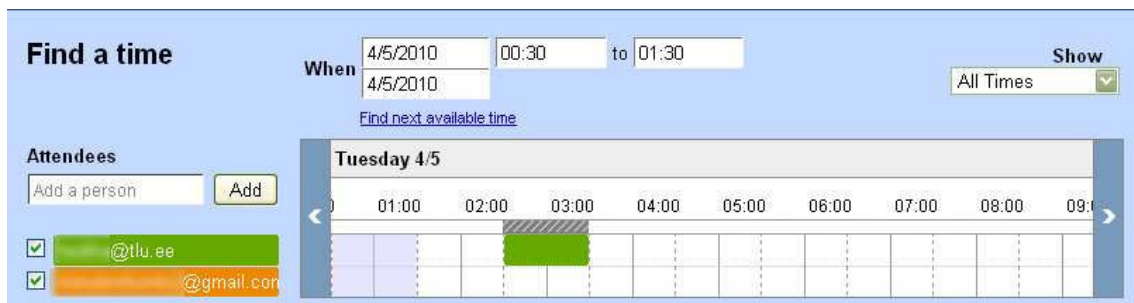 Find a time
When 4/5/2010 00:30 to 01:30
4/5/2010
Show
All Times
Find next available time
Attendees
Add a person Add
Tuesday 4/5
01:00 02:00 03:00 04:00 05:00 06:00 07:00 08:00
@tlu.ee
@gmail.con